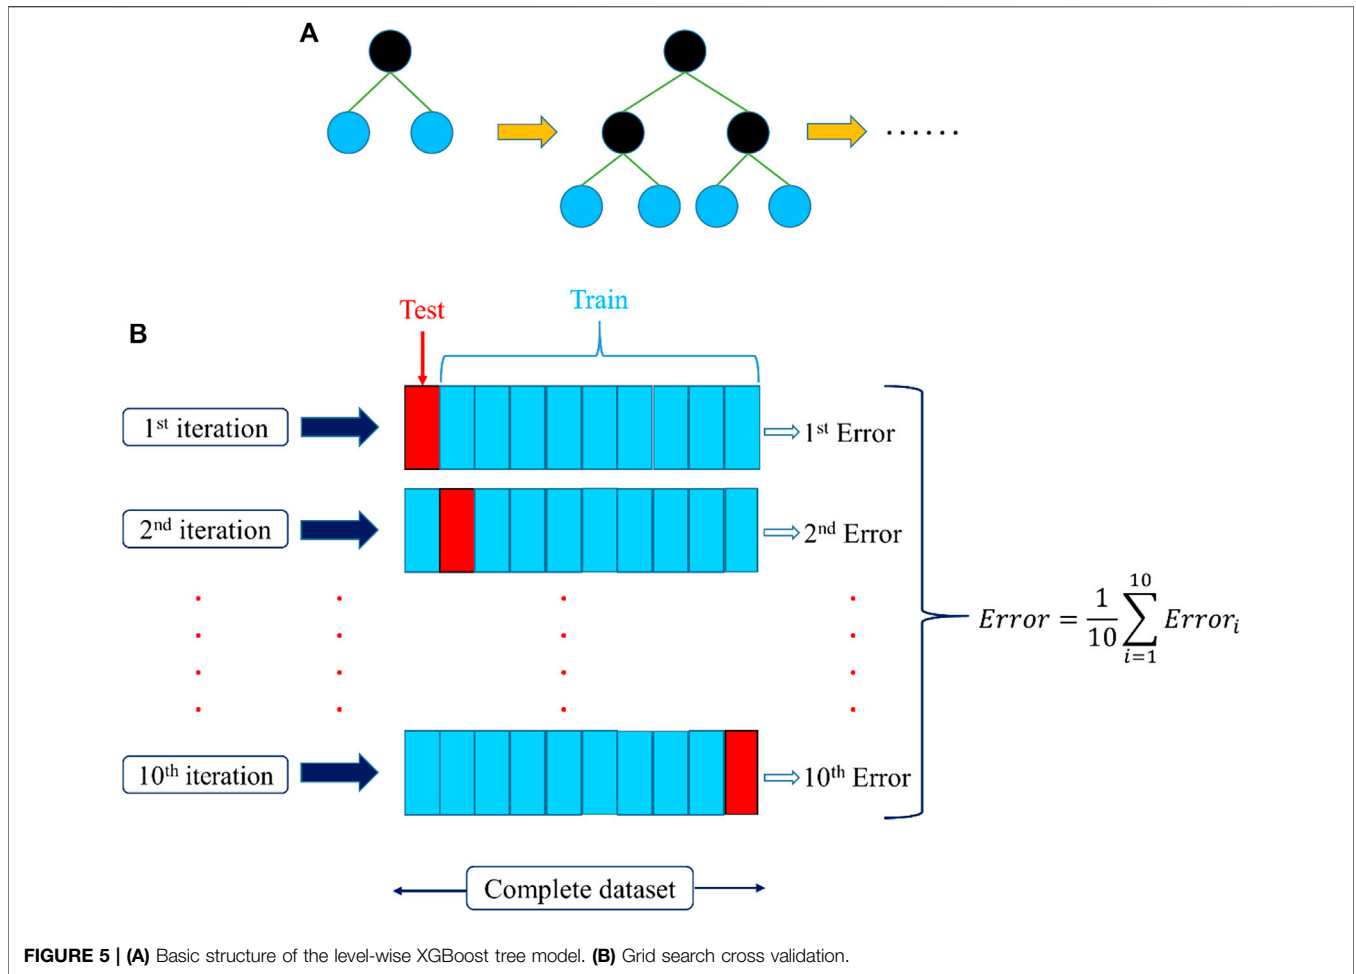 A
......
B
Test
Train
1st iteration
1st Error
2nd iteration
2nd Error
Error = 1/10 ∑_{i=1}^{10} Error_i
10th iteration
10th Error
Complete dataset
FIGURE 5 | (A) Basic structure of the level-wise XGBoost tree model. (B) Grid search cross validation.